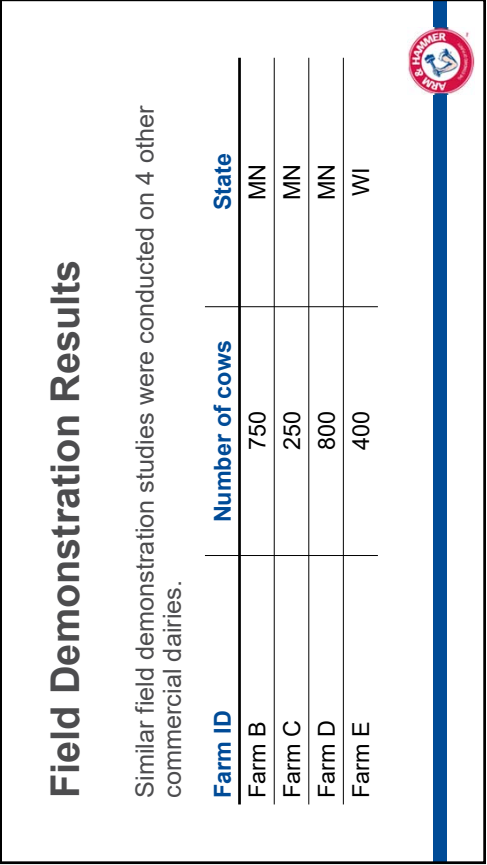 Field Demonstration Results
Similar field demonstration studies were conducted on 4 other
commercial dairies.
Farm ID Number of cows State
Farm B 750 MN
Farm C 250 MN
Farm D 800 MN
Farm E 400 WI
ARM & HAMMER